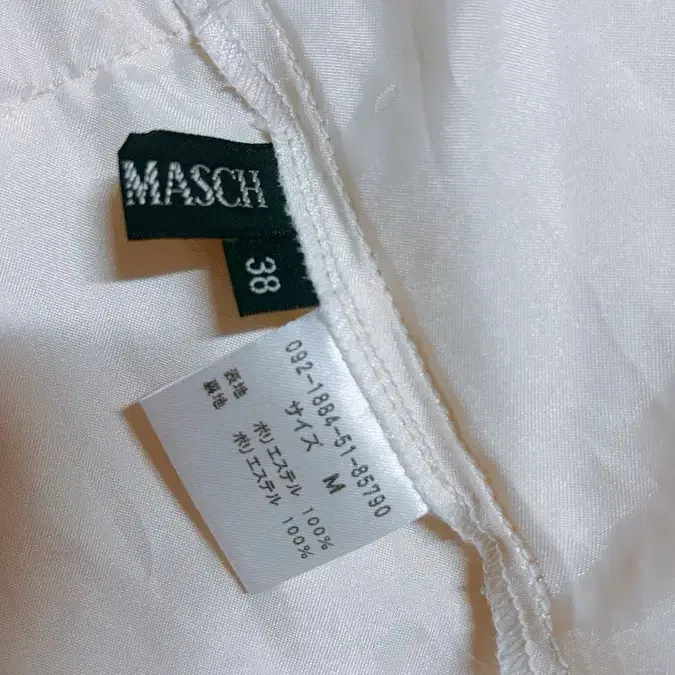 MASCH
38
092-1884-51-85790
サイズ M
表地 ポリエステル 100%
裏地 ポリエステル 100%